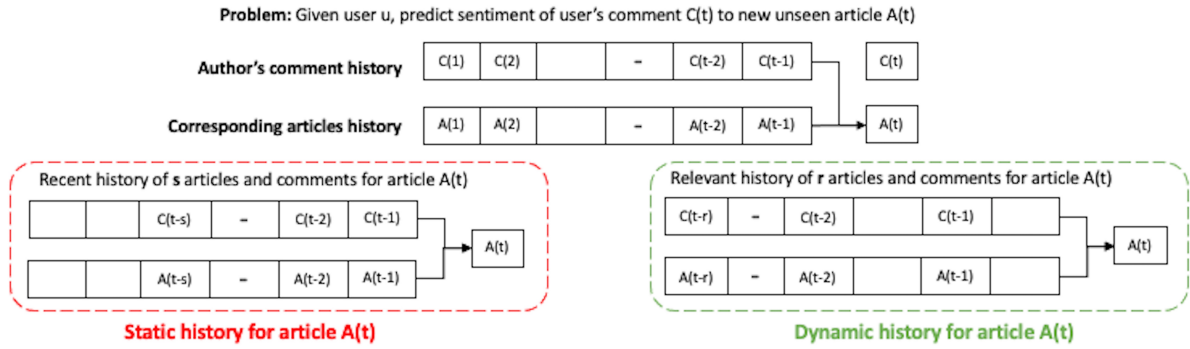 Problem: Given user u, predict sentiment of user's comment C(t) to new unseen article A(t)
Author's comment history
C(1) C(2) - C(t-2) C(t-1) C(t)
Corresponding articles history
A(1) A(2) - A(t-2) A(t-1) A(t)
Recent history of s articles and comments for article A(t)
C(t-s) - C(t-2) C(t-1)
A(t)
A(t-s) - A(t-2) A(t-1)
Static history for article A(t)
Relevant history of r articles and comments for article A(t)
C(t-r) - C(t-2) C(t-1)
A(t)
A(t-r) - A(t-2) A(t-1)
Dynamic history for article A(t)